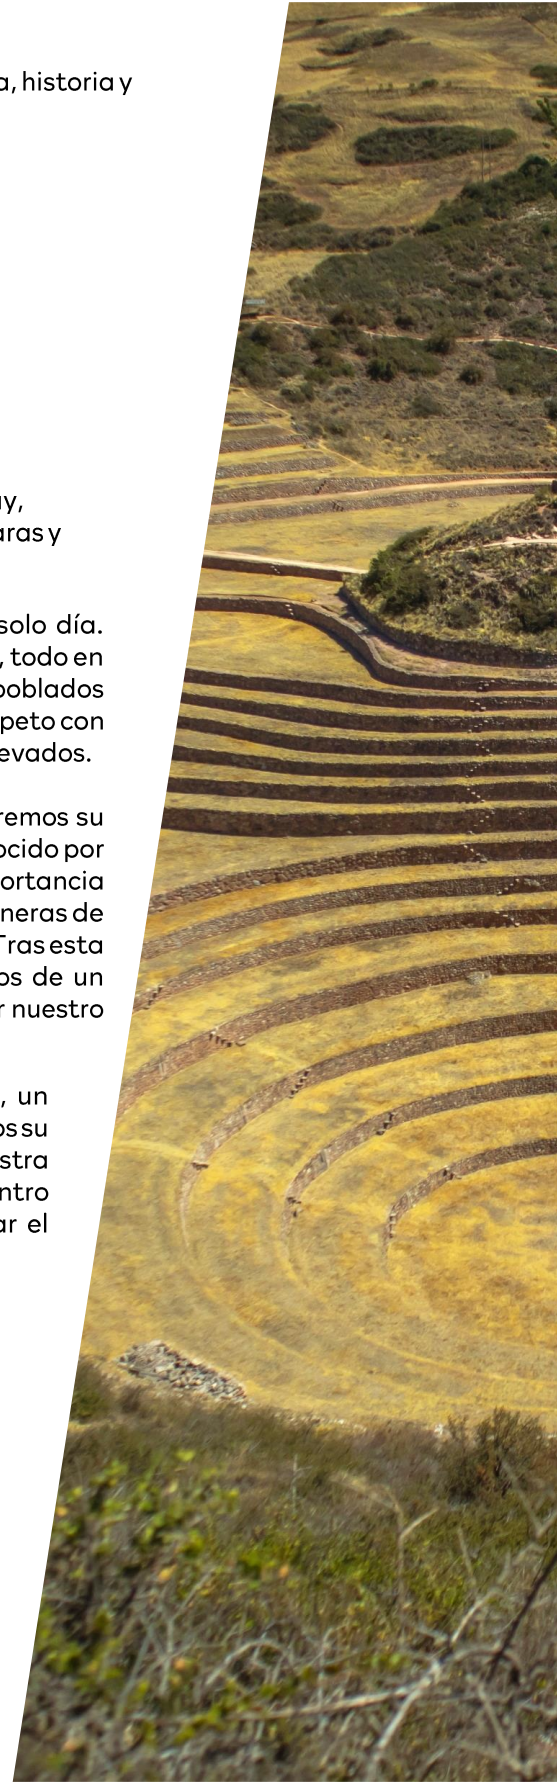 , historia y
y,
aras y
solo día.
, todo en
poblados
peto con
evados.
remos su
ocido por
ortancia
neras de
Tras esta
os de un
r nuestro
, un
os su
stra
ntro
ar el